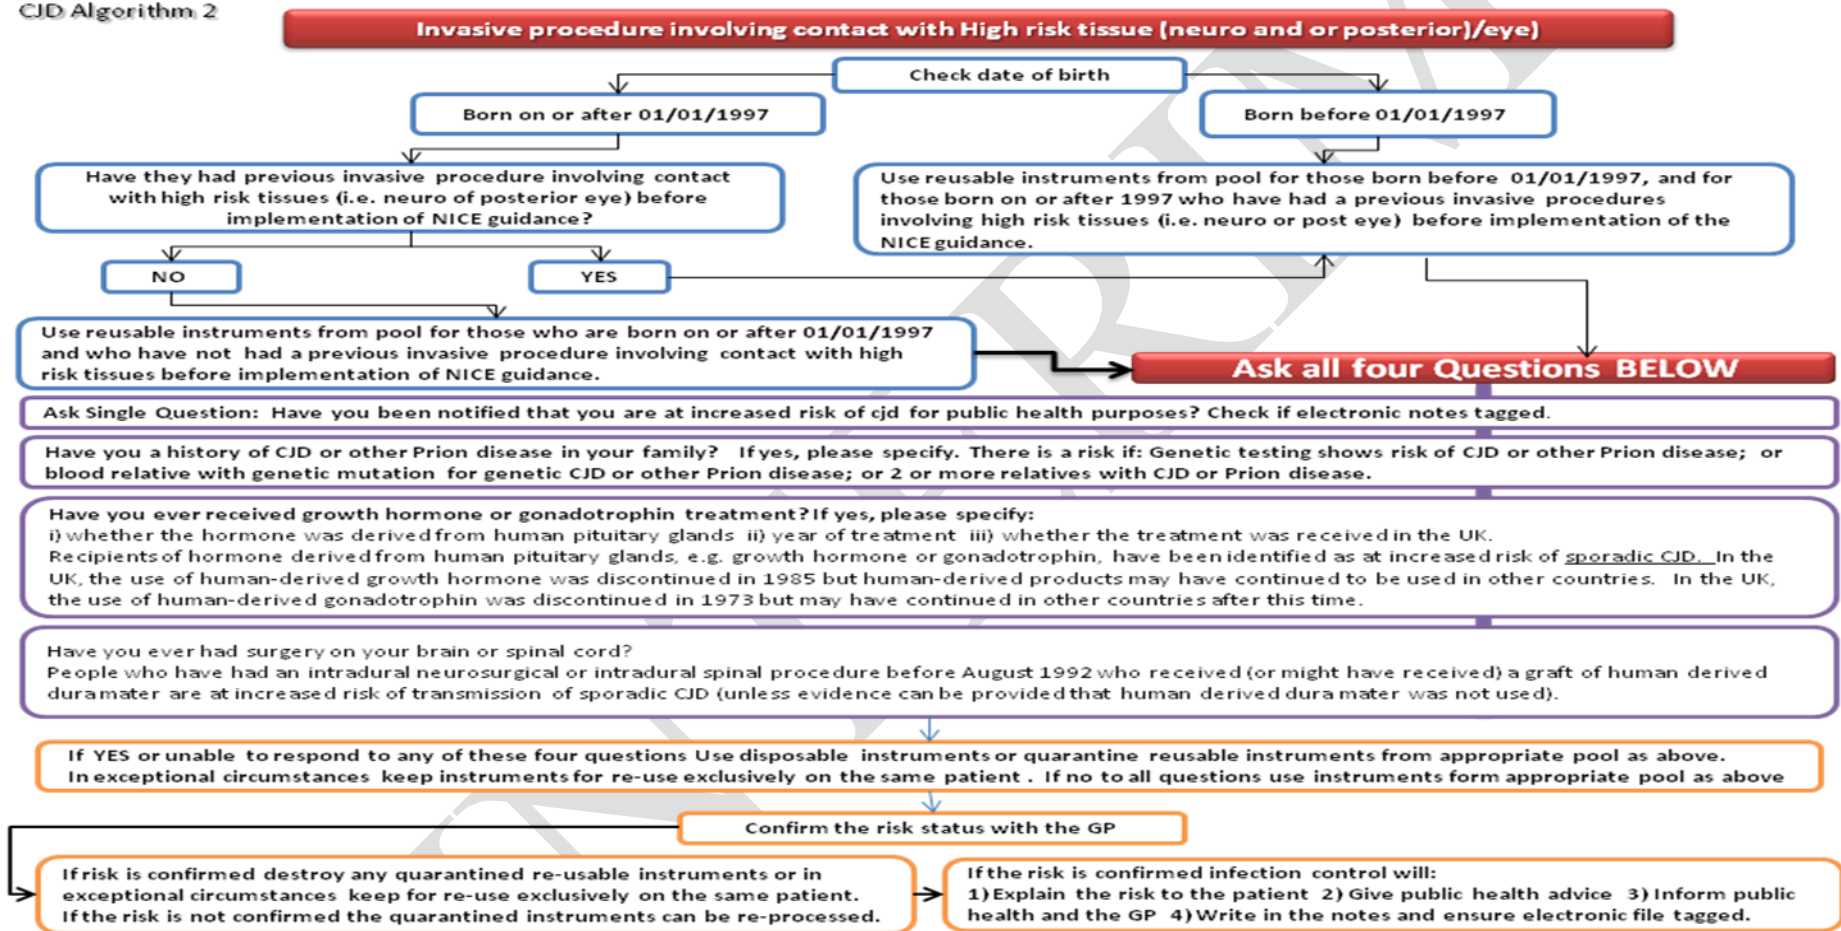 CJD Algorithm 2
Invasive procedure involving contact with High risk tissue (neuro and or posterior)/eye)
Check date of birth
Born on or after 01/01/1997
Born before 01/01/1997
Have they had previous invasive procedure involving contact
with high risk tissues (i.e. neuro of posterior eye) before
implementation of NICE guidance?
Use reusable instruments from pool for those born before 01/01/1997, and for
those born on or after 1997 who have had a previous invasive procedures
involving high risk tissues (i.e. neuro or post eye) before implementation of the
NICE guidance.
NO
YES
Use reusable instruments from pool for those who are born on or after 01/01/1997
and who have not had a previous invasive procedure involving contact with high
risk tissues before implementation of NICE guidance.
Ask all four Questions BELOW
Ask Single Question: Have you been notified that you are at increased risk of cjd for public health purposes? Check if electronic notes tagged.
Have you a history of CJD or other Prion disease in your family? If yes, please specify. There is a risk if: Genetic testing shows risk of CJD or other Prion disease; or
blood relative with genetic mutation for genetic CJD or other Prion disease; or 2 or more relatives with CJD or Prion disease.
Have you ever received growth hormone or gonadotrophin treatment? If yes, please specify:
i) whether the hormone was derived from human pituitary glands ii) year of treatment iii) whether the treatment was received in the UK.
Recipients of hormone derived from human pituitary glands, e.g. growth hormone or gonadotrophin, have been identified as at increased risk of sporadic CJD. In the
UK, the use of human-derived growth hormone was discontinued in 1985 but human-derived products may have continued to be used in other countries. In the UK,
the use of human-derived gonadotrophin was discontinued in 1973 but may have continued in other countries after this time.
Have you ever had surgery on your brain or spinal cord?
People who have had an intradural neurosurgical or intradural spinal procedure before August 1992 who received (or might have received) a graft of human derived
dura mater are at increased risk of transmission of sporadic CJD (unless evidence can be provided that human derived dura mater was not used).
If YES or unable to respond to any of these four questions Use disposable instruments or quarantine reusable instruments from appropriate pool as above.
In exceptional circumstances keep instruments for re-use exclusively on the same patient . If no to all questions use instruments form appropriate pool as above
Confirm the risk status with the GP
If risk is confirmed destroy any quarantined re-usable instruments or in
exceptional circumstances keep for re-use exclusively on the same patient.
If the risk is not confirmed the quarantined instruments can be re-processed.
If the risk is confirmed infection control will:
1) Explain the risk to the patient 2) Give public health advice 3) Inform public
health and the GP 4) Write in the notes and ensure electronic file tagged.